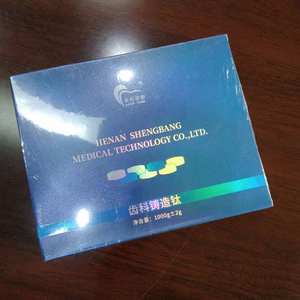 HENAN SHENGBANG
MEDICAL TECHNOLOGY CO.,LTD.
齿科铸造钛
净含量：1000g±2g